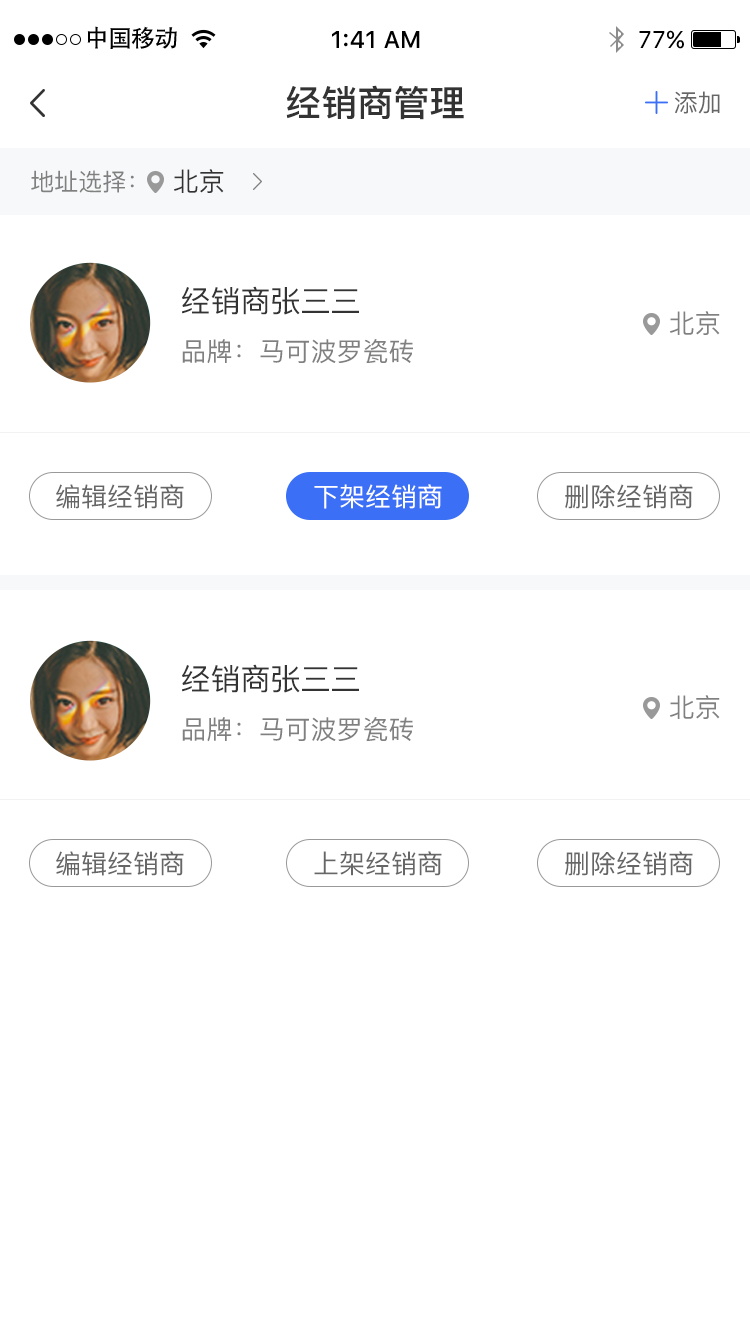 中国移动 1:41 AM 77%
经销商管理 添加
地址选择: 北京
经销商张三三
北京
品牌： 马可波罗瓷砖
编辑经销商 下架经销商 删除经销商
经销商张三三
北京
品牌： 马可波罗瓷砖
编辑经销商 上架经销商 删除经销商